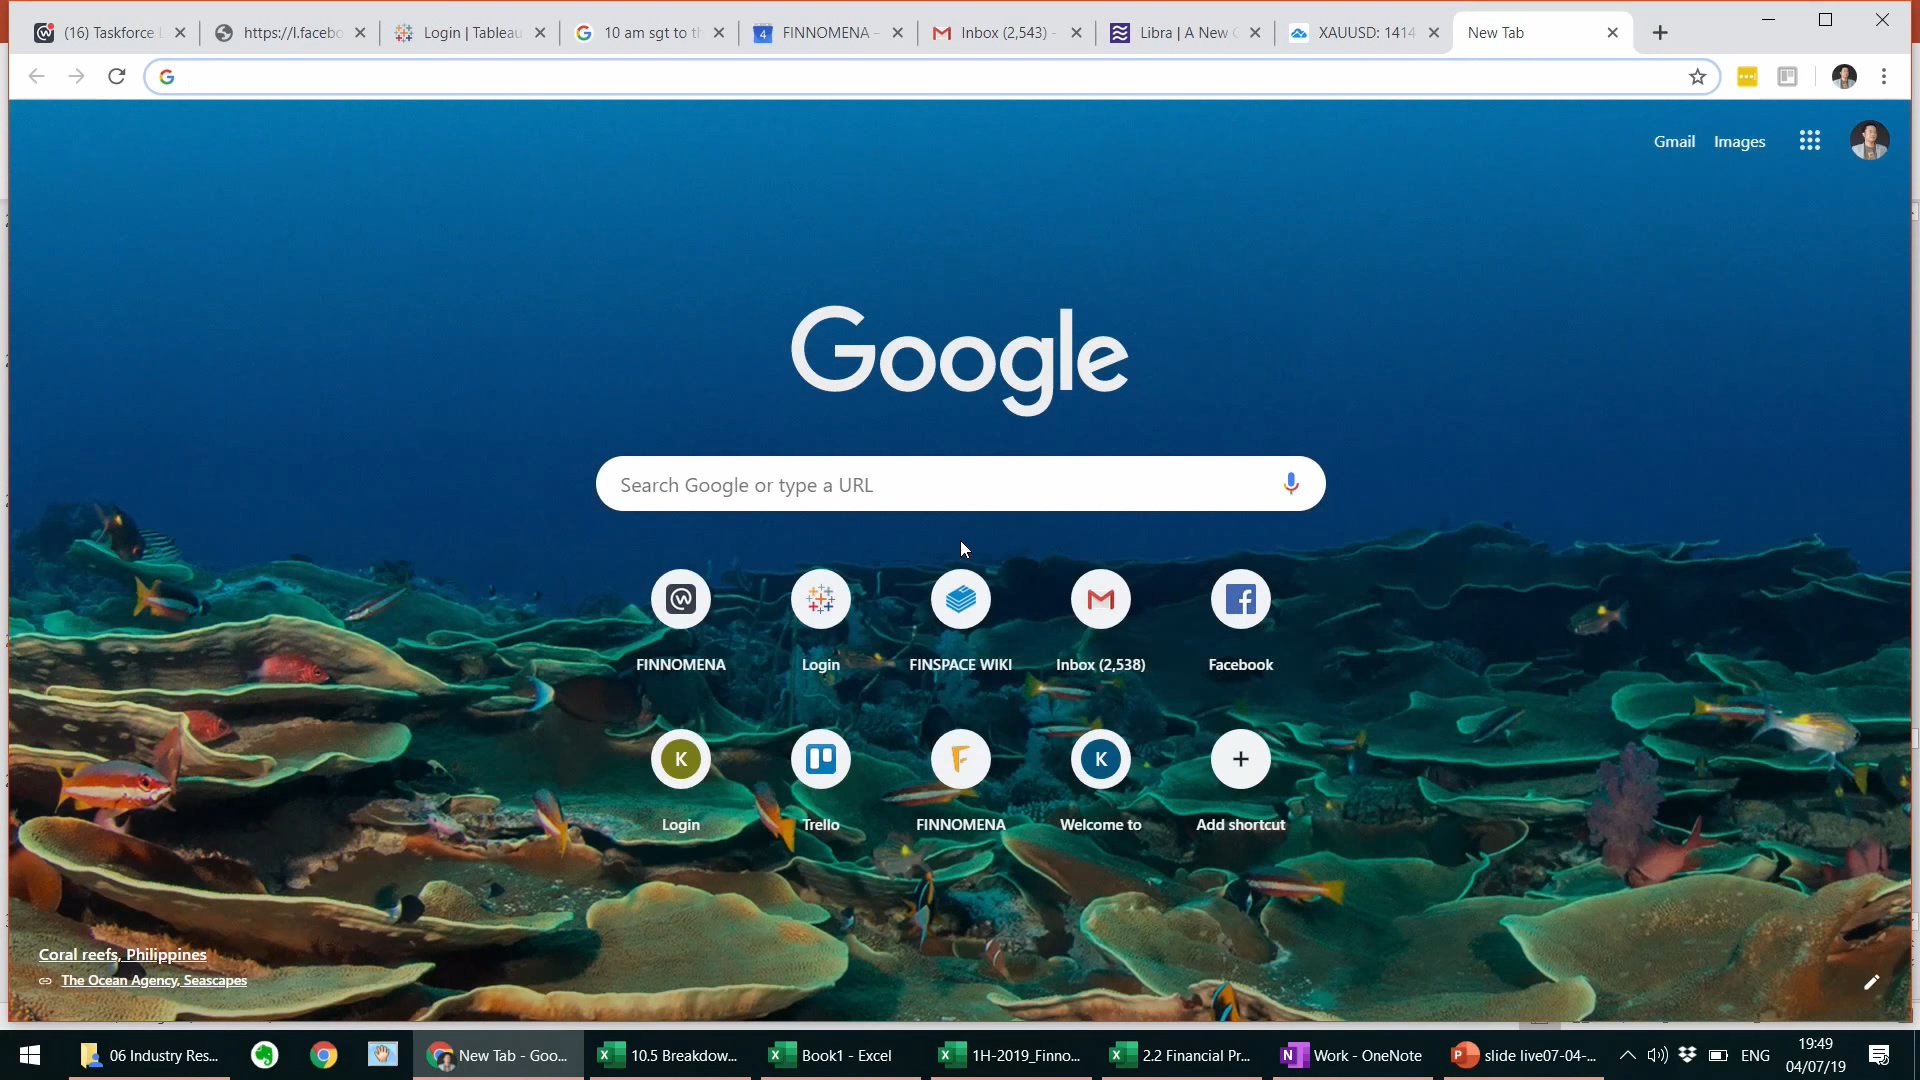 (16) Taskforce L
https://l.facebo
Login | Tableau
10 am sgt to th
FINNOMENA -
Inbox (2,543) -
Libra | A New C
XAUUSD: 1414
New Tab
Gmail Images
Google
Search Google or type a URL
FINNOMENA
Login
FINSPACE WIKI
Inbox (2,538)
Facebook
K
K
Login
Trello
FINNOMENA
Welcome to
Add shortcut
Coral reefs, Philippines
The Ocean Agency, Seascapes
06 Industry Res...
New Tab - Goo...
10.5 Breakdow...
Book1 - Excel
1H-2019_Finno...
2.2 Financial Pr...
Work - OneNote
slide live07-04-...
ENG
19:49
04/07/19